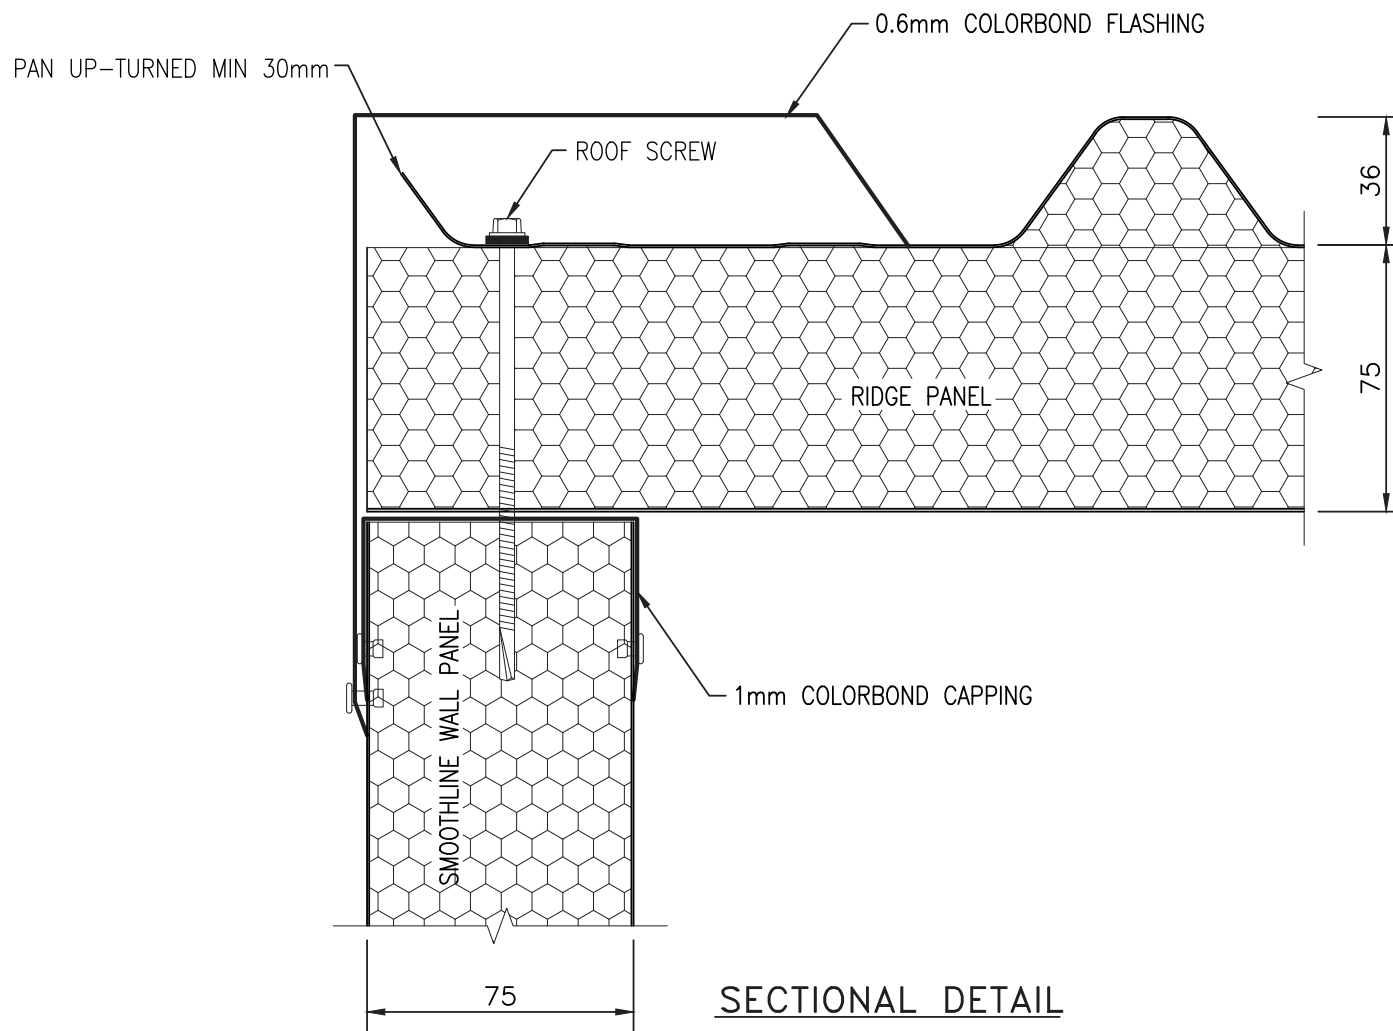 0.6mm COLORBOND FLASHING
PAN UP-TURNED MIN 30mm
ROOF SCREW
36
75
RIDGE PANEL
SMOOTHLINE WALL PANEL
1mm COLORBOND CAPPING
75
SECTIONAL DETAIL